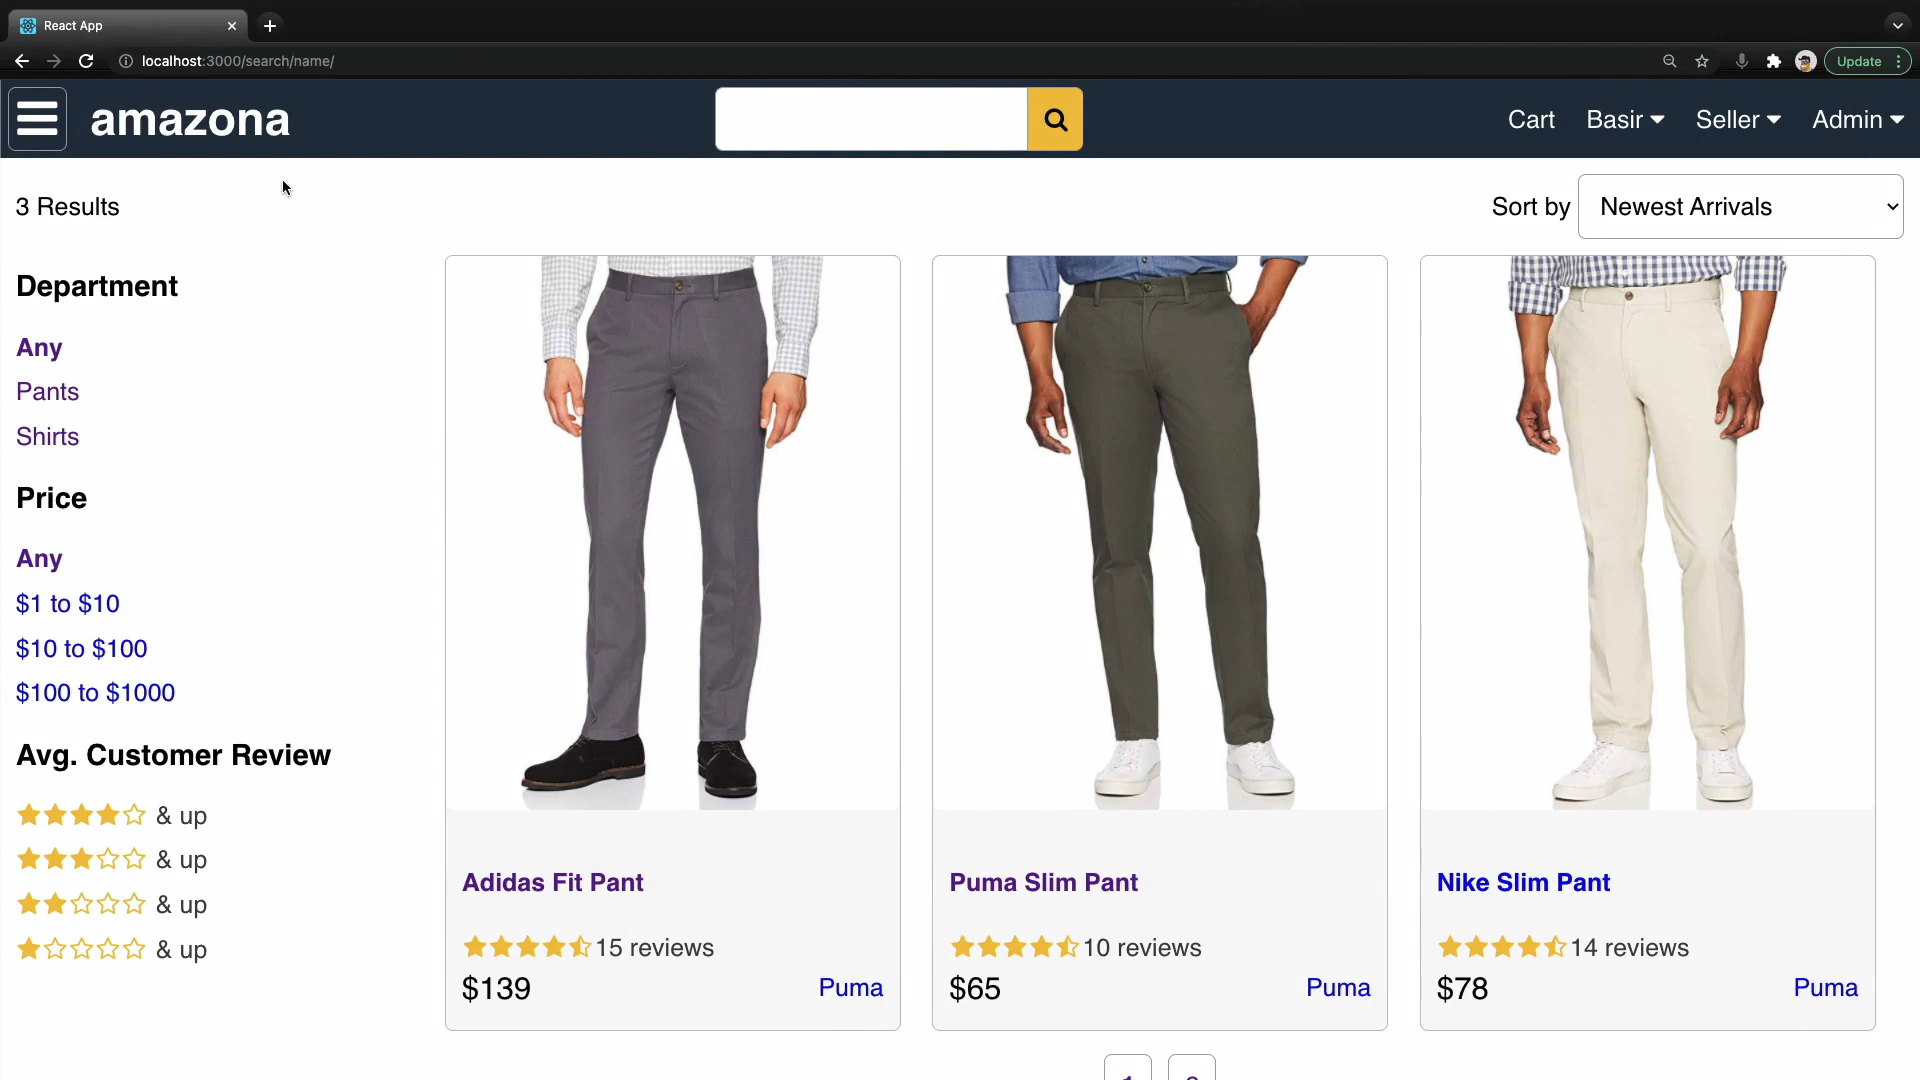 React App
localhost:3000/search/name/
Update
amazona
Cart
Basir
Seller
Admin
3 Results
Sort by
Newest Arrivals
Department
Any
Pants
Shirts
Price
Any
$1 to $10
$10 to $100
$100 to $1000
Avg. Customer Review
& up
& up
& up
& up
Adidas Fit Pant
15 reviews
$139
Puma
Puma Slim Pant
10 reviews
$65
Puma
Nike Slim Pant
14 reviews
$78
Puma